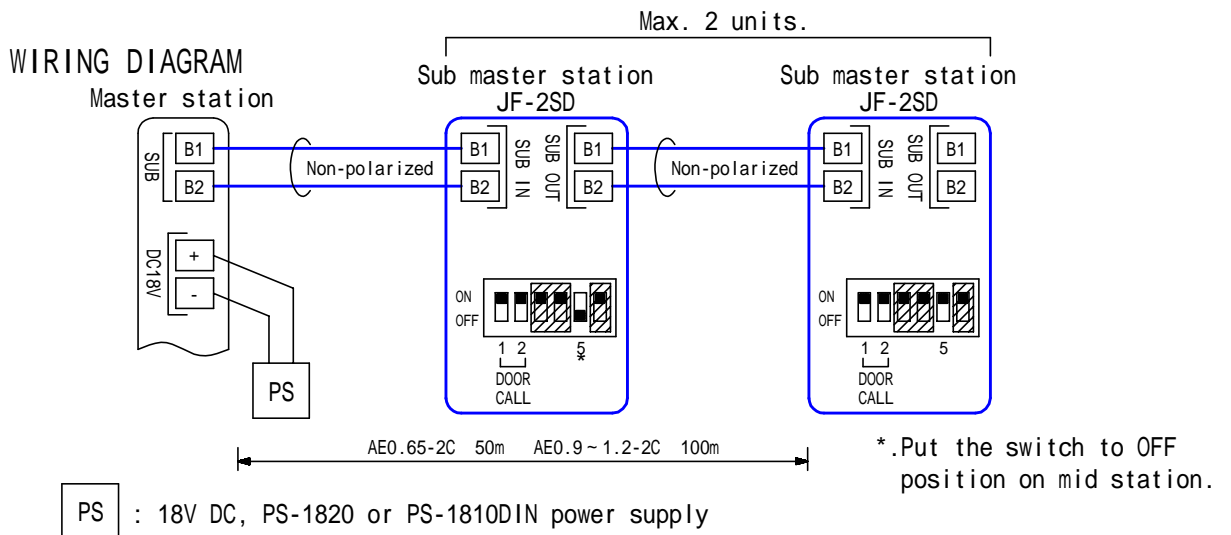 Max. 2 units.
WIRING DIAGRAM
Master station
Sub master station
JF-2SD
Sub master station
JF-2SD
SUB
B1
B2
Non-polarized
B1
B2
SUB IN
SUB OUT
B1
B2
Non-polarized
B1
B2
SUB IN
SUB OUT
B1
B2
DC18V
+
-
PS
ON
OFF
1 2 5
*
DOOR
CALL
ON
OFF
1 2 5
DOOR
CALL
AE0.65-2C 50m AE0.9～1.2-2C 100m
*.Put the switch to OFF
position on mid station.
PS : 18V DC, PS-1820 or PS-1810DIN power supply